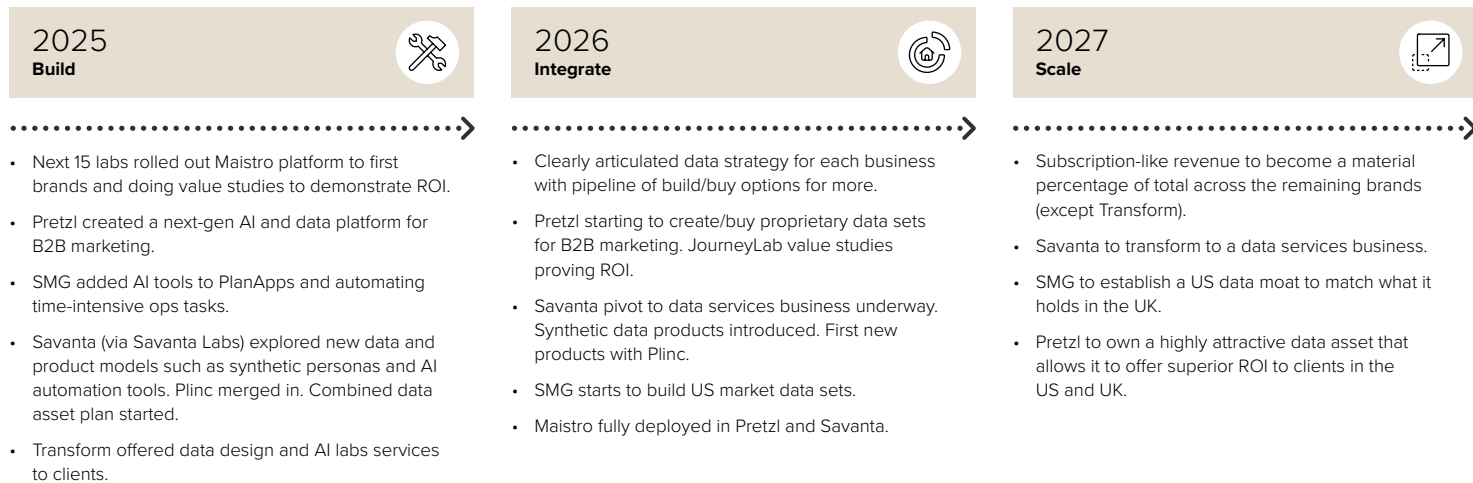 2025
Build
• Next 15 labs rolled out Maistro platform to first
brands and doing value studies to demonstrate ROI.
• Pretzl created a next-gen AI and data platform for
B2B marketing.
• SMG added AI tools to PlanApps and automating
time-intensive ops tasks.
• Savanta (via Savanta Labs) explored new data and
product models such as synthetic personas and AI
automation tools. Plinc merged in. Combined data
asset plan started.
• Transform offered data design and AI labs services
to clients.
2026
Integrate
• Clearly articulated data strategy for each business
with pipeline of build/buy options for more.
• Pretzl starting to create/buy proprietary data sets
for B2B marketing. JourneyLab value studies
proving ROI.
• Savanta pivot to data services business underway.
Synthetic data products introduced. First new
products with Plinc.
• SMG starts to build US market data sets.
• Maistro fully deployed in Pretzl and Savanta.
2027
Scale
• Subscription-like revenue to become a material
percentage of total across the remaining brands
(except Transform).
• Savanta to transform to a data services business.
• SMG to establish a US data moat to match what it
holds in the UK.
• Pretzl to own a highly attractive data asset that
allows it to offer superior ROI to clients in the
US and UK.